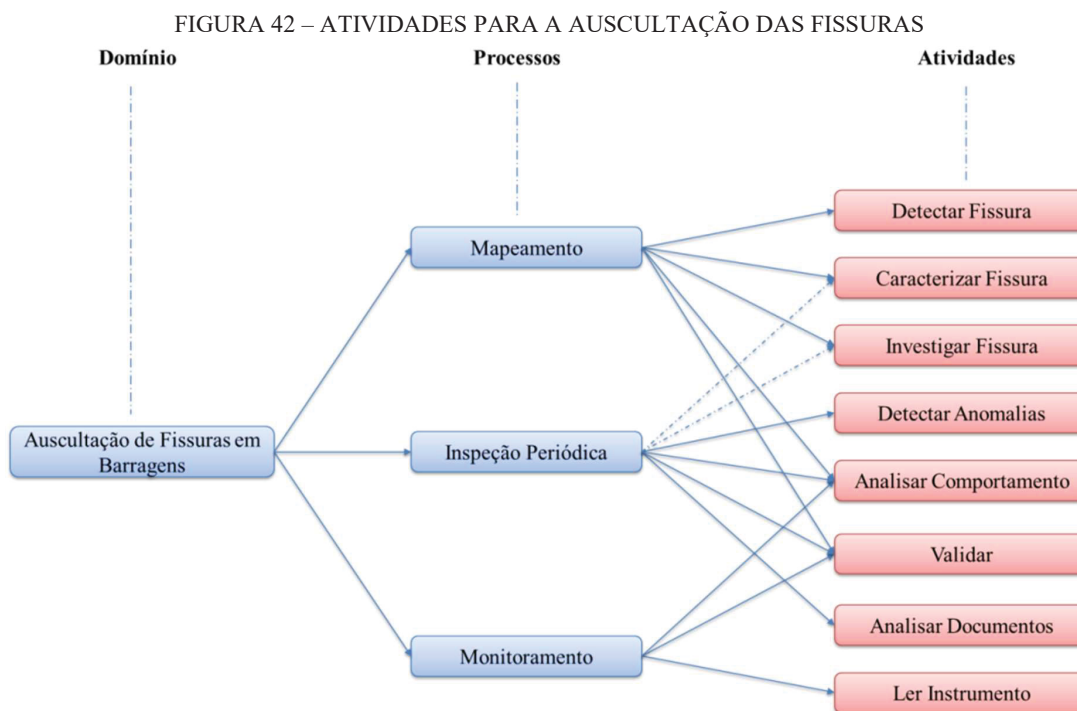 FIGURA 42 – ATIVIDADES PARA A AUSCULTAÇÃO DAS FISSURAS
Domínio
Processos
Atividades
Auscultação de Fissuras em
Barragens
Mapeamento
Inspeção Periódica
Monitoramento
Detectar Fissura
Caracterizar Fissura
Investigar Fissura
Detectar Anomalias
Analisar Comportamento
Validar
Analisar Documentos
Ler Instrumento